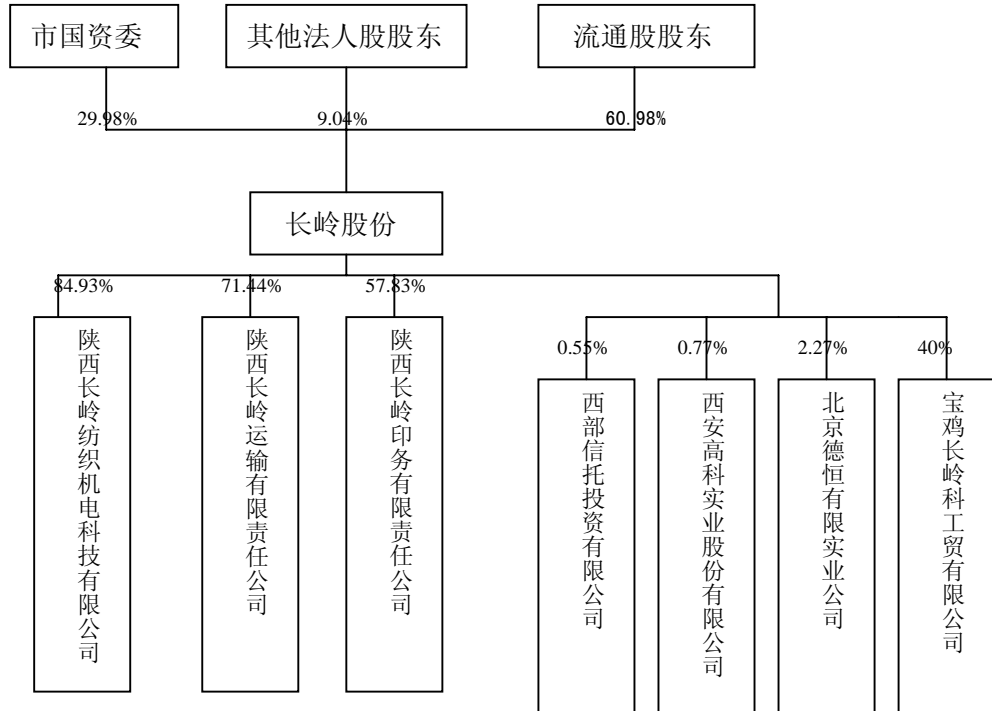 市国资委
其他法人股股东
流通股股东
29.98%
9.04%
60.98%
长岭股份
84.93%
71.44%
57.83%
0.55%
0.77%
2.27%
40%
陕西长岭纺织机电科技有限公司
陕西长岭运输有限责任公司
陕西长岭印务有限责任公司
西部信托投资有限公司
西安高科实业股份有限公司
北京德恒有限实业公司
宝鸡长岭科工贸有限公司